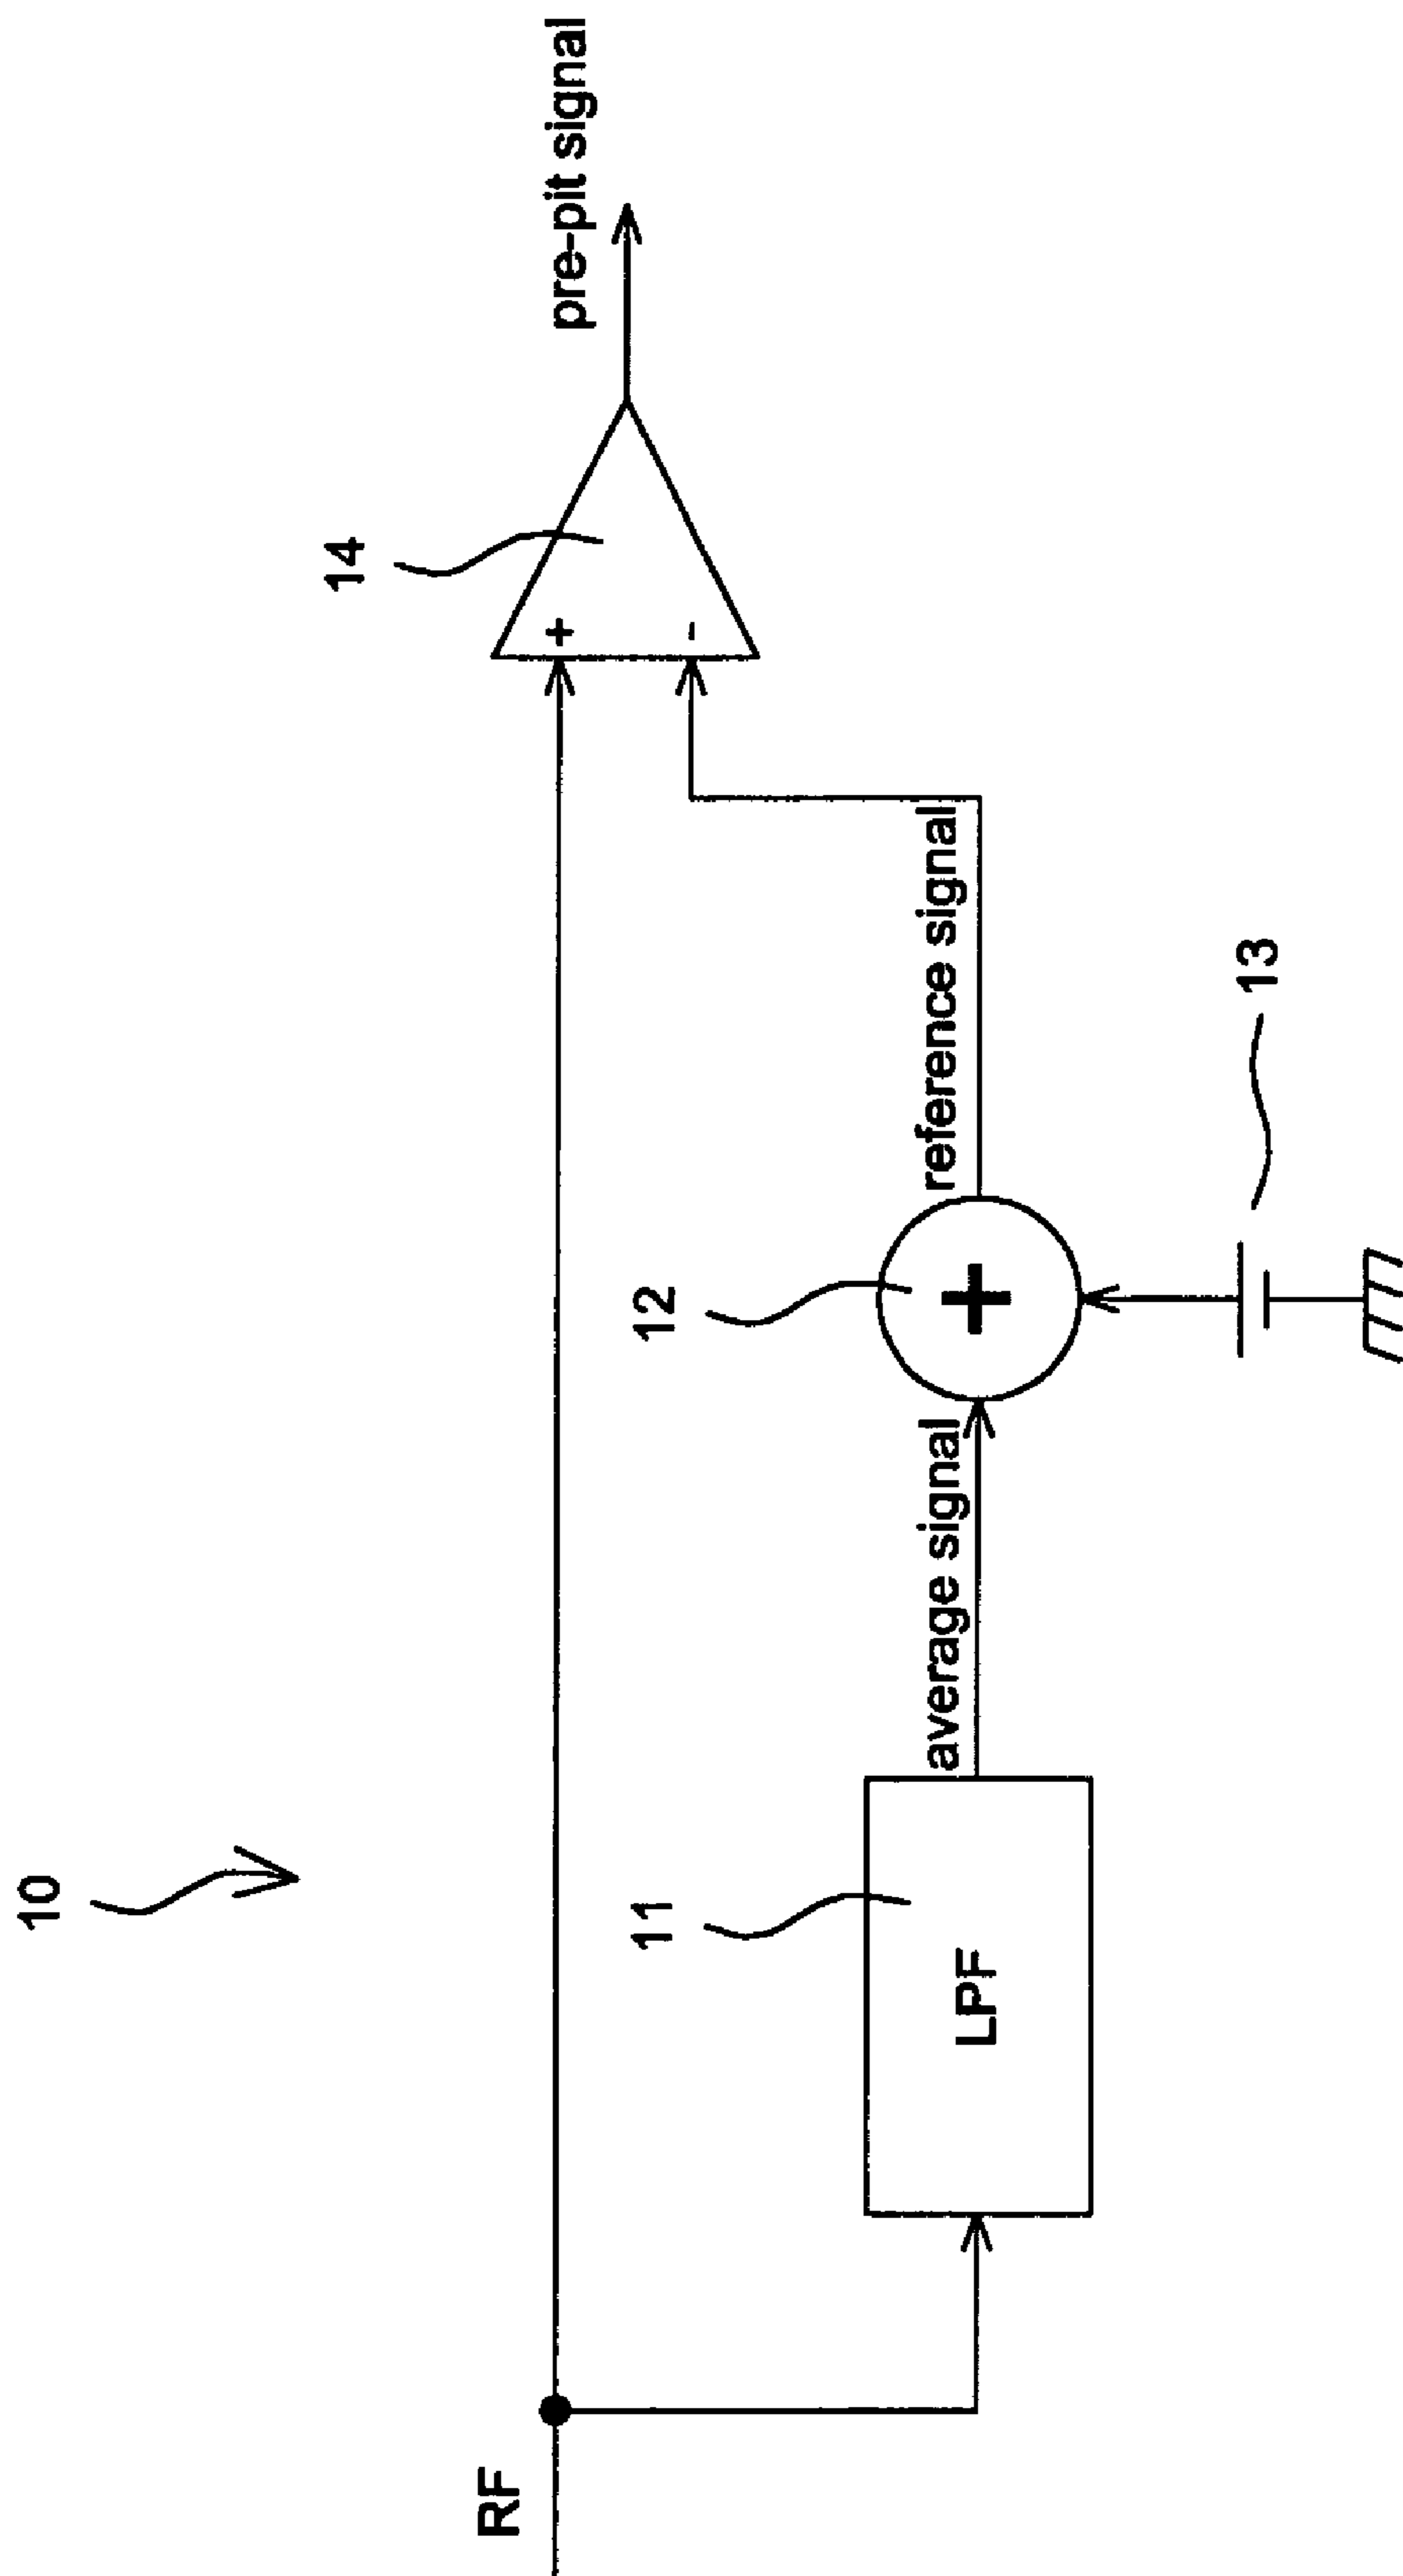 10
RF
14
+
-
pre-pit signal
11
LPF
average signal
12
+
reference signal
13